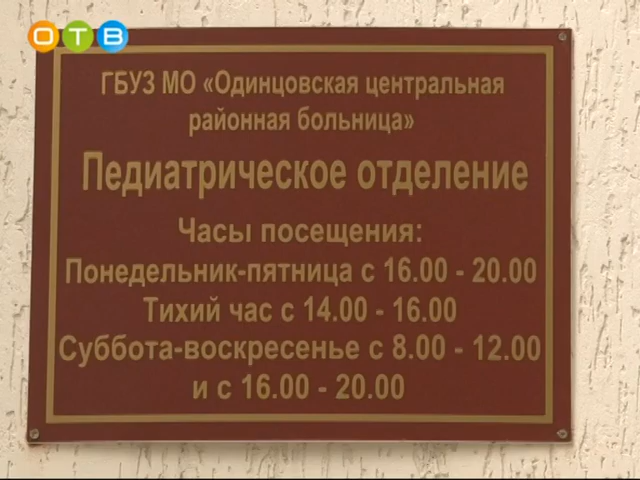 ОТВ
ГБУЗ МО «Одинцовская центральная
районная больница»
Педиатрическое отделение
Часы посещения:
Понедельник-пятница с 16.00 - 20.00
Тихий час с 14.00 - 16.00
Суббота-воскресенье с 8.00 - 12.00
и с 16.00 - 20.00